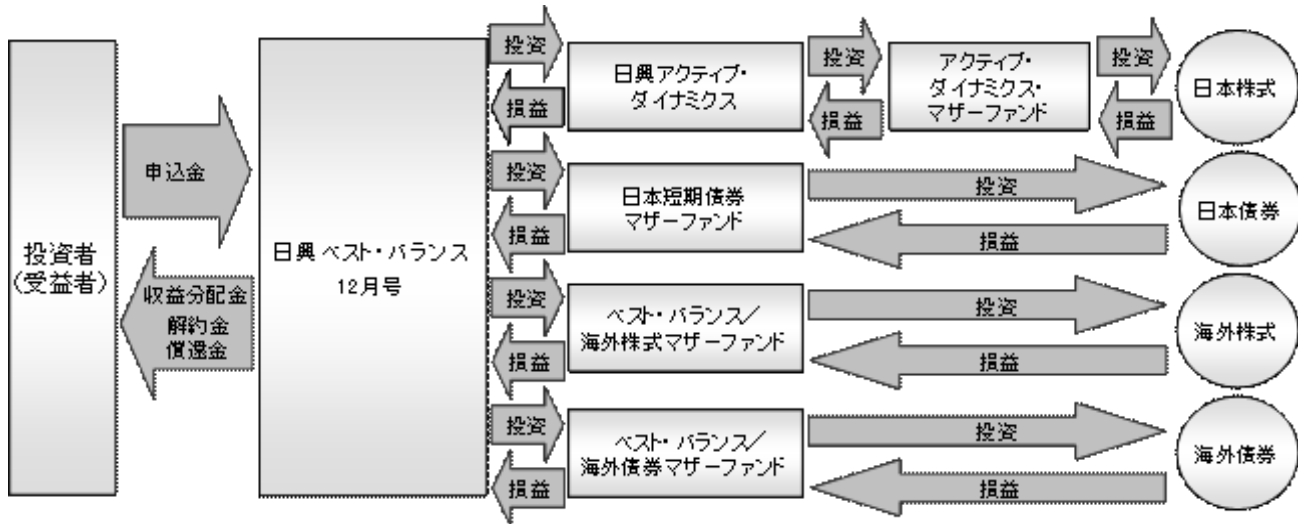 投資者
(受益者)
申込金
収益分配金
解約金
償還金
日興 ベスト・バランス
12月号
投資
損益
日興アクティブ・
ダイナミクス
投資
損益
アクティブ・
ダイナミクス・
マザーファンド
投資
損益
日本株式
投資
損益
日本短期債券
マザーファンド
投資
損益
日本債券
投資
損益
ベスト・バランス／
海外株式マザーファンド
投資
損益
海外株式
投資
損益
ベスト・バランス／
海外債券マザーファンド
投資
損益
海外債券